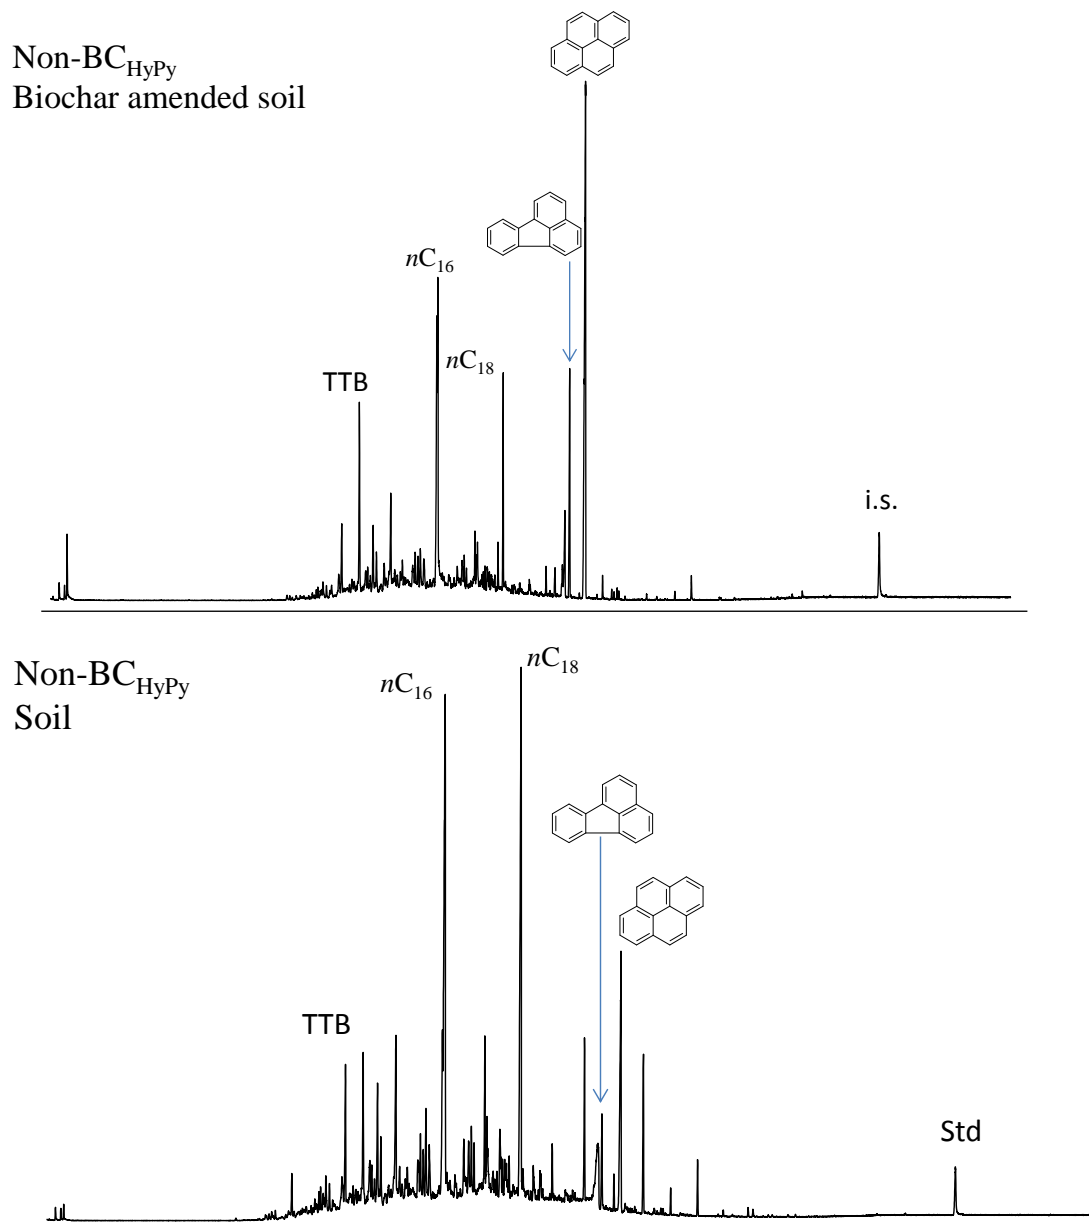 Non-BC_HyPy
Biochar amended soil
nC₁₆
nC₁₈
TTB
i.s.
Non-BC_HyPy
Soil
nC₁₈
nC₁₆
TTB
Std